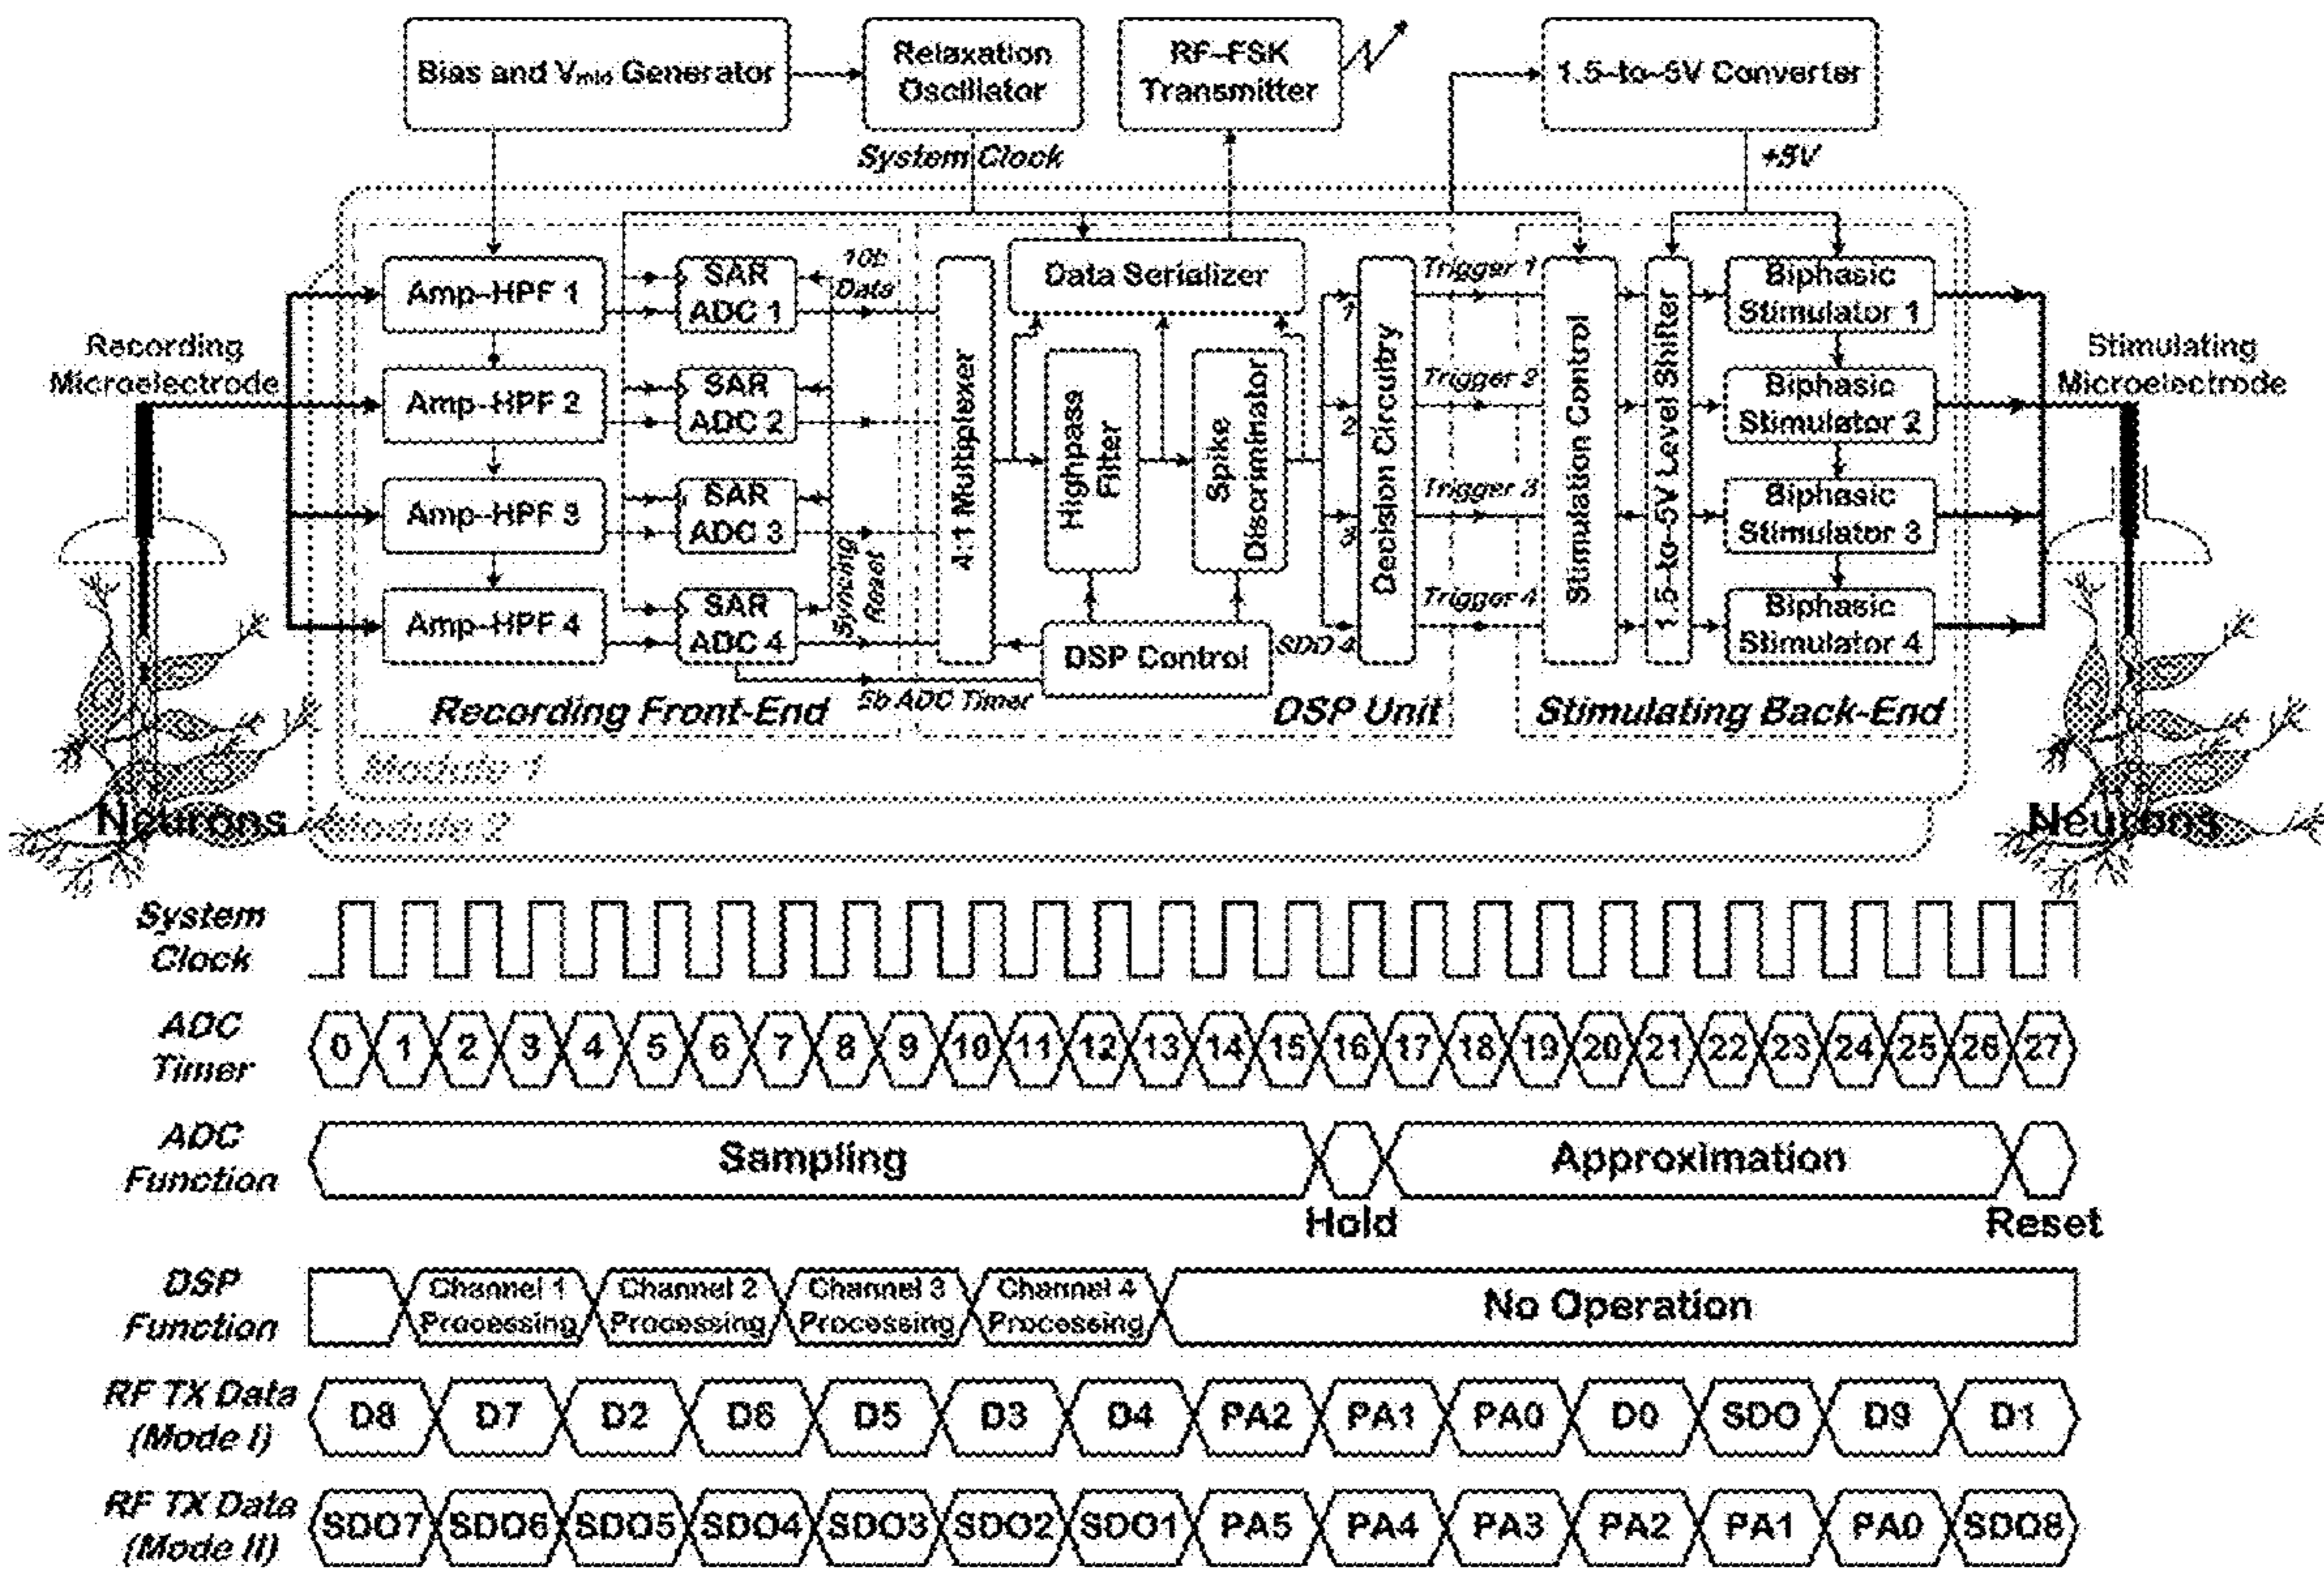 Bias and Vmid Generator
Relaxation
Oscillator
RF-FSK
Transmitter
1.5-to-5V Converter
System Clock
+5V
Recording
Microelectrode
Amp-HPF 1
Amp-HPF 2
Amp-HPF 3
Amp-HPF 4
SAR
ADC 1
SAR
ADC 2
SAR
ADC 3
SAR
ADC 4
10b
Data
Syncing
Reset
4:1 Multiplexer
Data Serializer
Highpass
Filter
Spike
Discriminator
DSP Control
5b ADC Timer
1
2
3
SDO 4
Decision Circuitry
Trigger 1
Trigger 2
Trigger 3
Trigger 4
Stimulation Control
1.5-to-5V Level Shifter
Biphasic
Stimulator 1
Biphasic
Stimulator 2
Biphasic
Stimulator 3
Biphasic
Stimulator 4
Stimulating
Microelectrode
Recording Front-End
DSP Unit
Stimulating Back-End
Module 1
Module 2
Neurons
Neurons
System
Clock
ADC
Timer
0 1 2 3 4 5 6 7 8 9 10 11 12 13 14 15 16 17 18 19 20 21 22 23 24 25 26 27
ADC
Function
Sampling
Hold
Approximation
Reset
DSP
Function
Channel 1
Processing
Channel 2
Processing
Channel 3
Processing
Channel 4
Processing
No Operation
RF TX Data
(Mode I)
D8 D7 D2 D6 D5 D3 D4 PA2 PA1 PA0 D0 SDO D9 D1
RF TX Data
(Mode II)
SDO7 SDO6 SDO5 SDO4 SDO3 SDO2 SDO1 PA5 PA4 PA3 PA2 PA1 PA0 SDO8